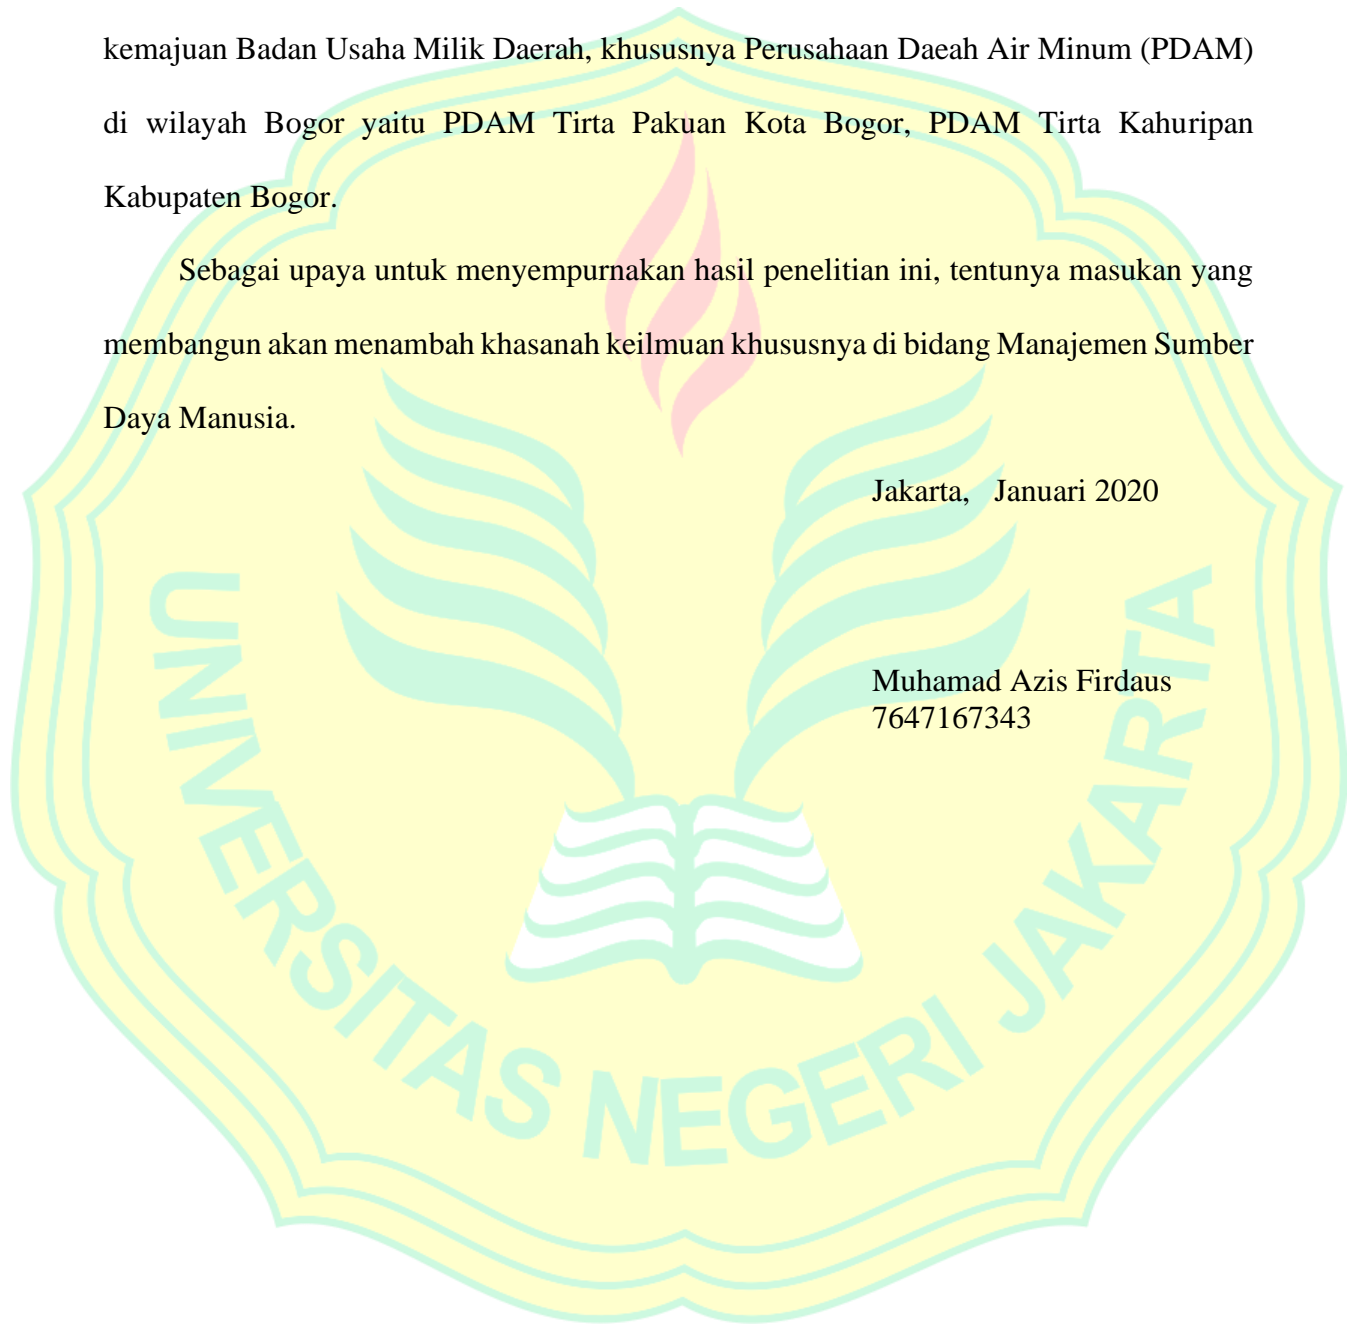 kemajuan Badan Usaha Milik Daerah, khususnya Perusahaan Daeah Air Minum (PDAM)
di wilayah Bogor yaitu PDAM Tirta Pakuan Kota Bogor, PDAM Tirta Kahuripan
Kabupaten Bogor.
Sebagai upaya untuk menyempurnakan hasil penelitian ini, tentunya masukan yang
membangun akan menambah khasanah keilmuan khususnya di bidang Manajemen Sumber
Daya Manusia.
Jakarta, Januari 2020
Muhamad Azis Firdaus
7647167343
UNIVERSITAS NEGERI JAKARTA